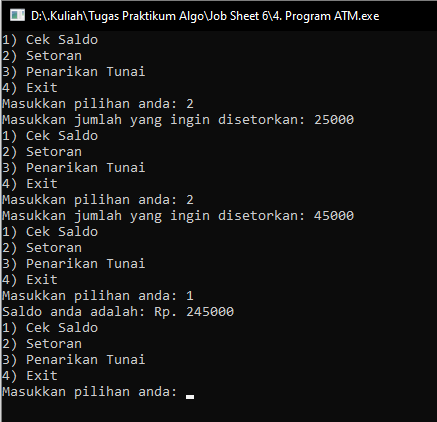 D:\.Kuliah\Tugas Praktikum Algo\Job Sheet 6\4. Program ATM.exe
1) Cek Saldo
2) Setoran
3) Penarikan Tunai
4) Exit
Masukkan pilihan anda: 2
Masukkan jumlah yang ingin disetorkan: 25000
1) Cek Saldo
2) Setoran
3) Penarikan Tunai
4) Exit
Masukkan pilihan anda: 2
Masukkan jumlah yang ingin disetorkan: 45000
1) Cek Saldo
2) Setoran
3) Penarikan Tunai
4) Exit
Masukkan pilihan anda: 1
Saldo anda adalah: Rp. 245000
1) Cek Saldo
2) Setoran
3) Penarikan Tunai
4) Exit
Masukkan pilihan anda: